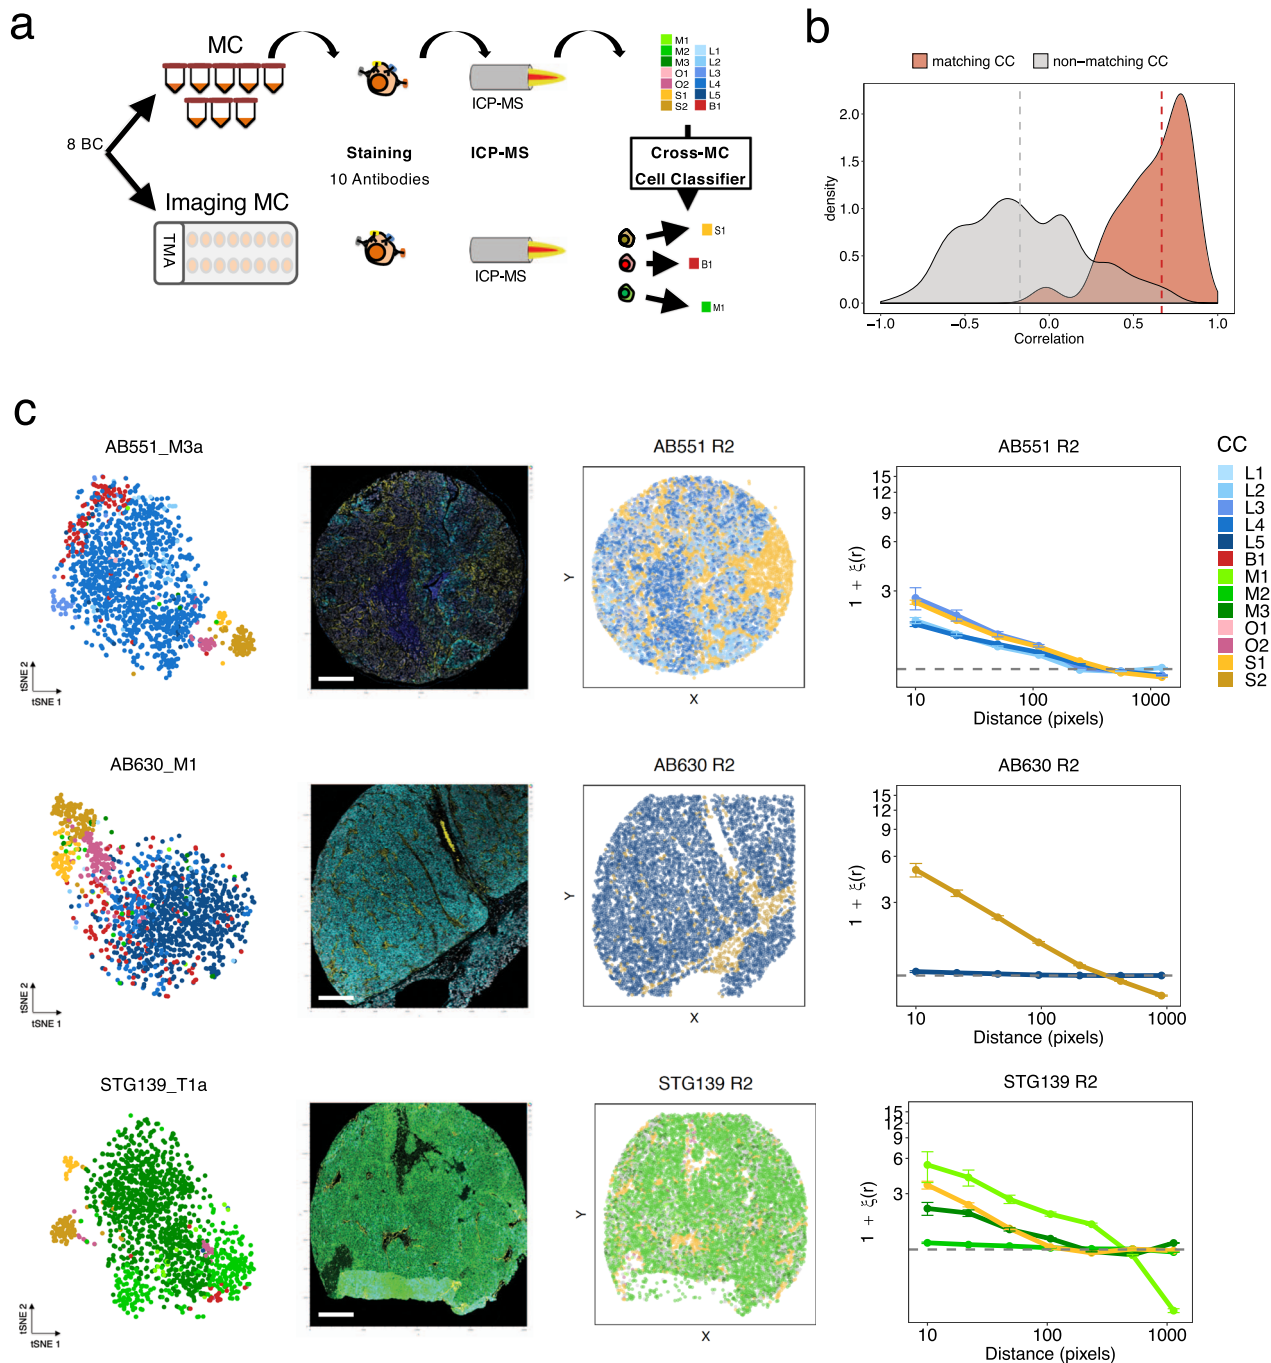 a
MC
8 BC
Imaging MC
TMA
Staining
10 Antibodies
ICP-MS
ICP-MS
ICP-MS
M1
M2
M3
O1
O2
S1
S2
L1
L2
L3
L4
L5
B1
Cross-MC
Cell Classifier
S1
B1
M1
b
matching CC
non−matching CC
density
2.0
1.5
1.0
0.5
0.0
−1.0
−0.5
0.0
0.5
1.0
Correlation
c
AB551_M3a
tSNE 2
tSNE 1
AB551 R2
Y
X
AB551 R2
1 + ξ(r)
15
12
9
6
3
10
100
1000
Distance (pixels)
CC
L1
L2
L3
L4
L5
B1
M1
M2
M3
O1
O2
S1
S2
AB630_M1
tSNE 2
tSNE 1
AB630 R2
Y
X
AB630 R2
1 + ξ(r)
15
12
9
6
3
10
100
1000
Distance (pixels)
STG139_T1a
tSNE 2
tSNE 1
STG139 R2
Y
X
STG139 R2
1 + ξ(r)
15
12
9
6
3
10
100
1000
Distance (pixels)